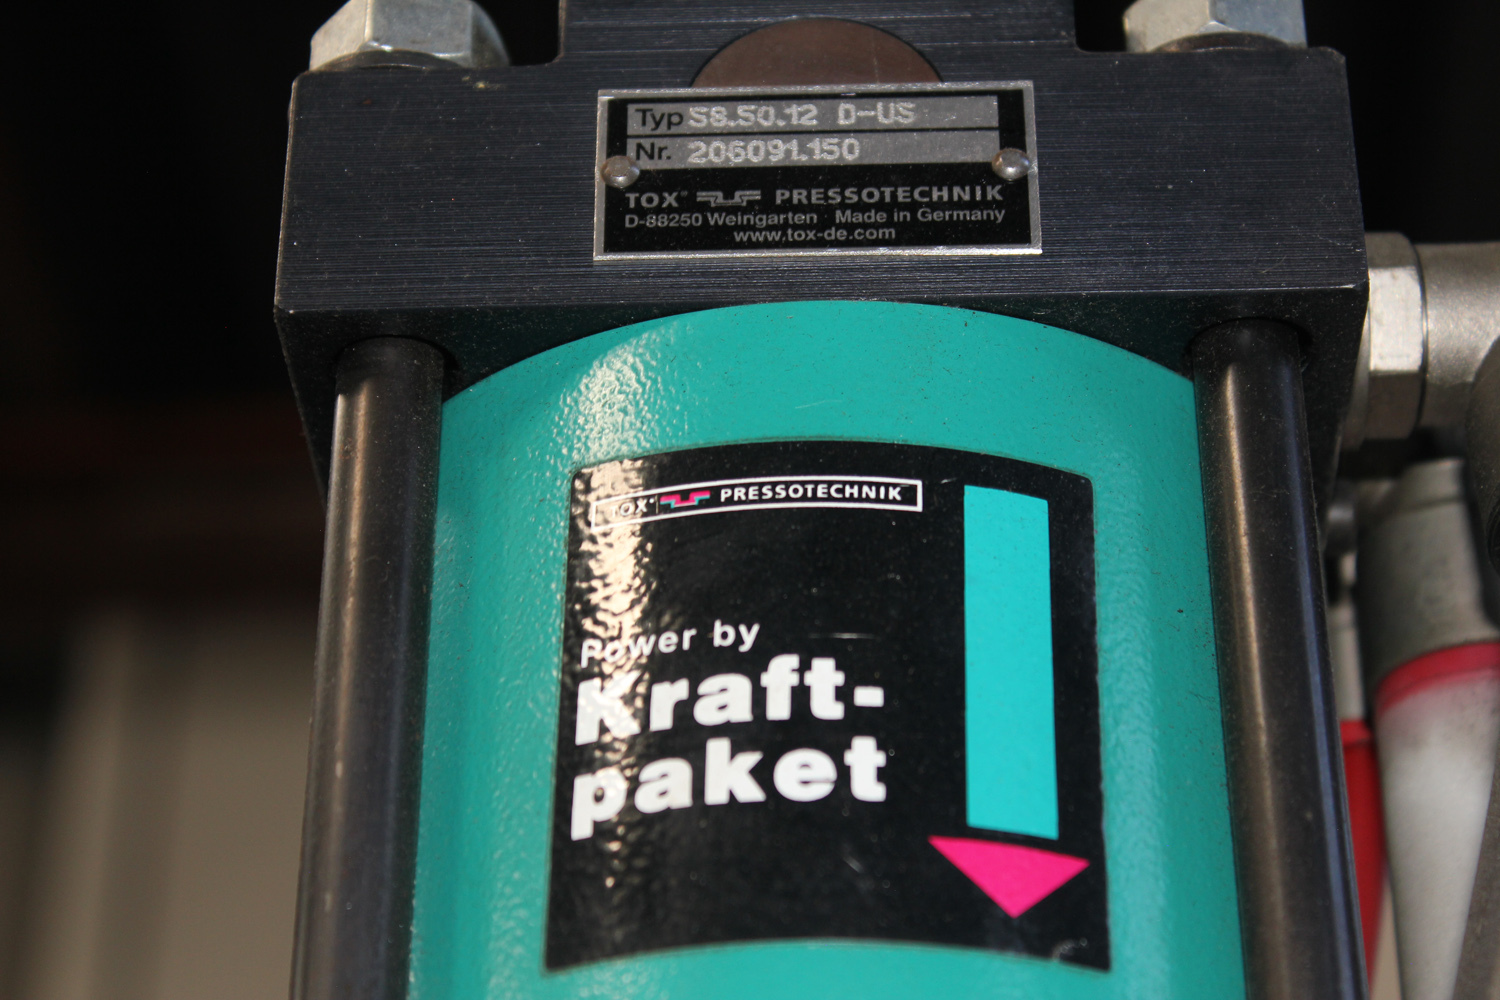 Typ S8.50.12 D-US
Nr. 206091.150
TOX® PRESSOTECHNIK
D-88250 Weingarten Made in Germany
www.tox-de.com
TOX® PRESSOTECHNIK
Power by
Kraft-
paket